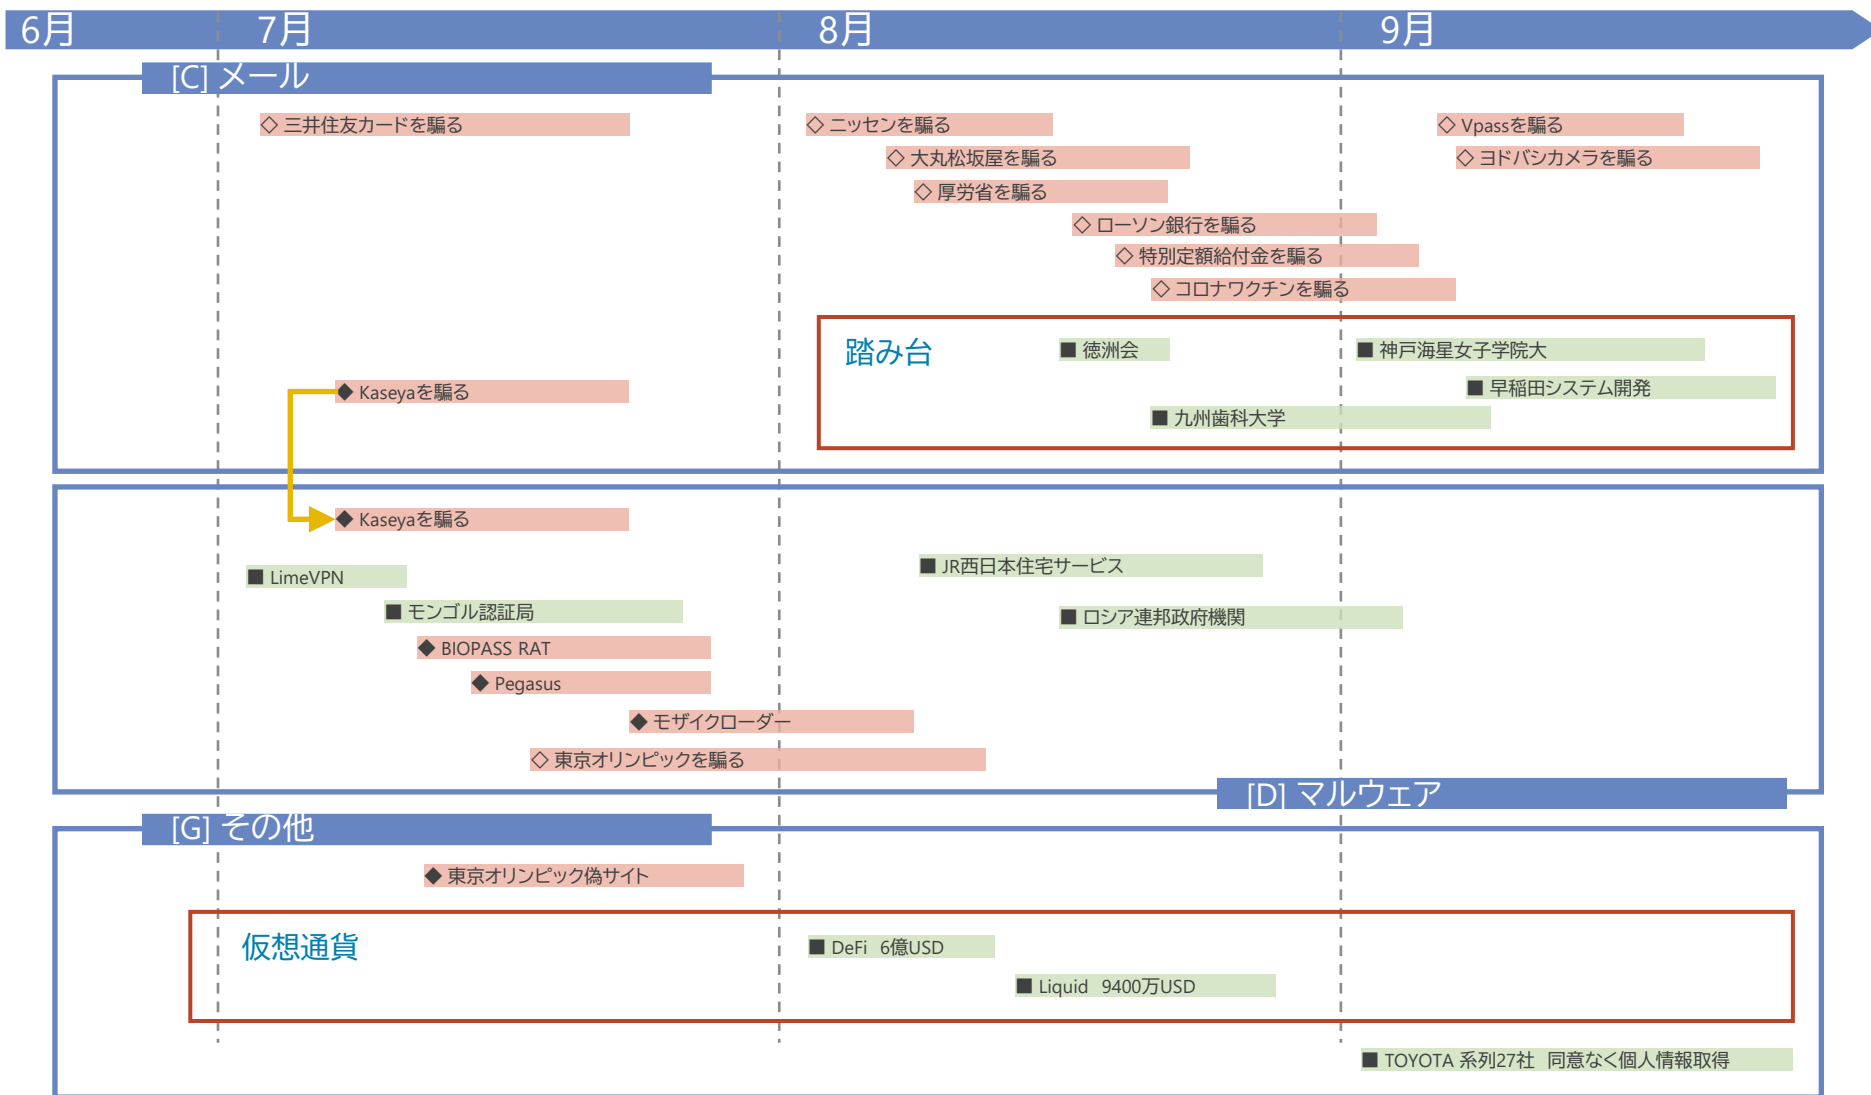 6月 7月 8月 9月
[C] メール
◇ 三井住友カードを騙る
◇ ニッセンを騙る
◇ Vpassを騙る
◇ 大丸松坂屋を騙る
◇ ヨドバシカメラを騙る
◇ 厚労省を騙る
◇ ローソン銀行を騙る
◇ 特別定額給付金を騙る
◇ コロナワクチンを騙る
踏み台
■ 徳洲会
■ 神戸海星女子学院大
◆ Kaseyaを騙る
■ 早稲田システム開発
■ 九州歯科大学
◆ Kaseyaを騙る
■ JR西日本住宅サービス
■ LimeVPN
■ モンゴル認証局
■ ロシア連邦政府機関
◆ BIOPASS RAT
◆ Pegasus
◆ モザイクローダー
◇ 東京オリンピックを騙る
[D] マルウェア
[G] その他
◆ 東京オリンピック偽サイト
仮想通貨
■ DeFi 6億USD
■ Liquid 9400万USD
■ TOYOTA 系列27社 同意なく個人情報取得